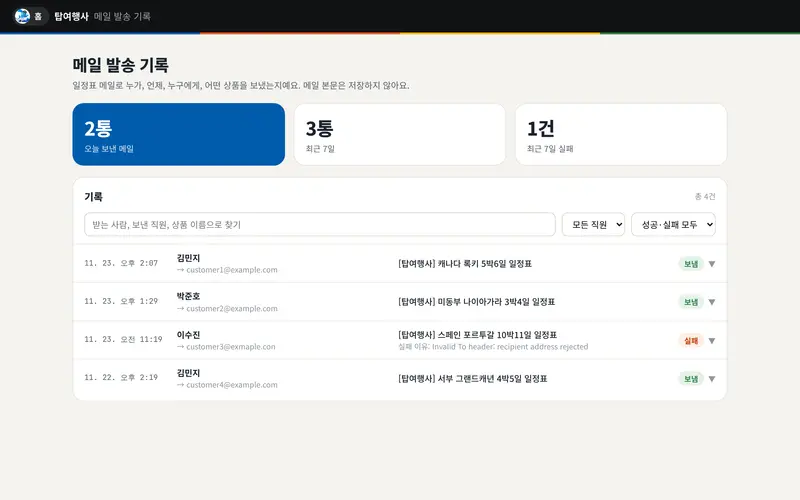 홈 탑여행사 메일 발송 기록
메일 발송 기록
일정표 메일로 누가, 언제, 누구에게, 어떤 상품을 보냈는지예요. 메일 본문은 저장하지 않아요.
2통
오늘 보낸 메일
3통
최근 7일
1건
최근 7일 실패
기록
총 4건
받는 사람, 보낸 직원, 상품 이름으로 찾기
모든 직원
성공·실패 모두
11. 23. 오후 2:07
김민지
→ customer1@example.com
[탑여행사] 캐나다 록키 5박6일 일정표
보냄 ▼
11. 23. 오후 1:29
박준호
→ customer2@example.com
[탑여행사] 미동부 나이아가라 3박4일 일정표
보냄 ▼
11. 23. 오전 11:19
이수진
→ customer3@exmaple.con
[탑여행사] 스페인 포르투갈 10박11일 일정표
실패 이유: Invalid To header: recipient address rejected
실패 ▼
11. 22. 오후 2:19
김민지
→ customer4@exmaple.com
[탑여행사] 서부 그랜드캐년 4박5일 일정표
보냄 ▼